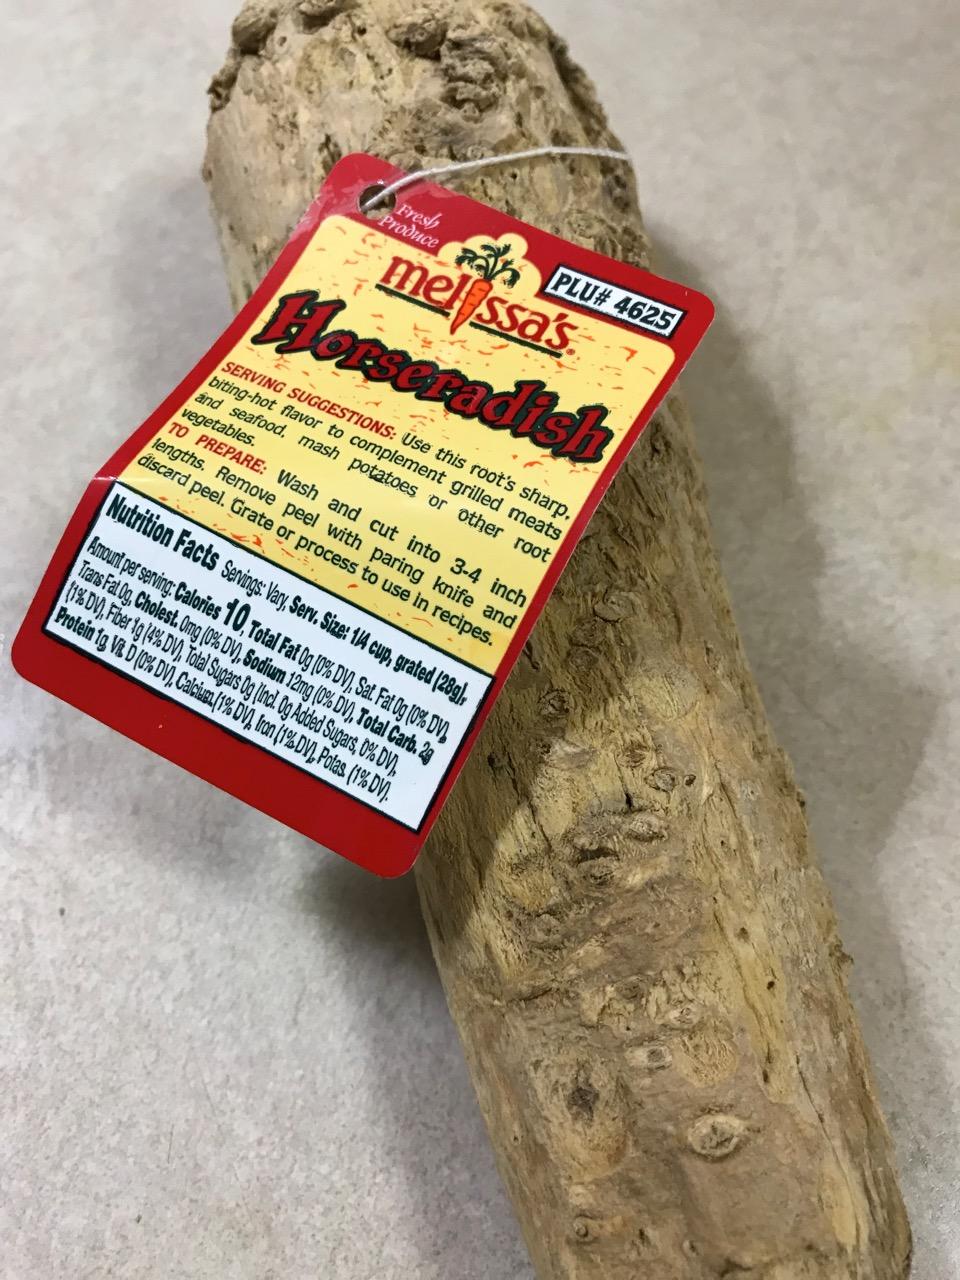 Fresh
Produce
melissa's®
PLU# 4625
Horseradish
SERVING SUGGESTIONS: Use this root's sharp,
biting-hot flavor to complement grilled meats
and seafood, mash potatoes or other root
vegetables.
TO PREPARE: Wash and cut into 3-4 inch
lengths. Remove peel with paring knife and
discard peel. Grate or process to use in recipes.
Nutrition Facts Servings: Vary, Serv. Size: 1/4 cup, grated (28g),
Amount per serving: Calories 10, Total Fat 0g (0% DV), Sat. Fat 0g (0% DV),
Trans Fat 0g, Cholest. 0mg (0% DV), Sodium 12mg (0% DV), Total Carb. 2g
(1% DV), Fiber 1g (4% DV), Total Sugars 0g (Incl. 0g Added Sugars, 0% DV),
Protein 1g, Vit. D (0% DV), Calcium (1% DV), Iron (1% DV), Potas. (1% DV).